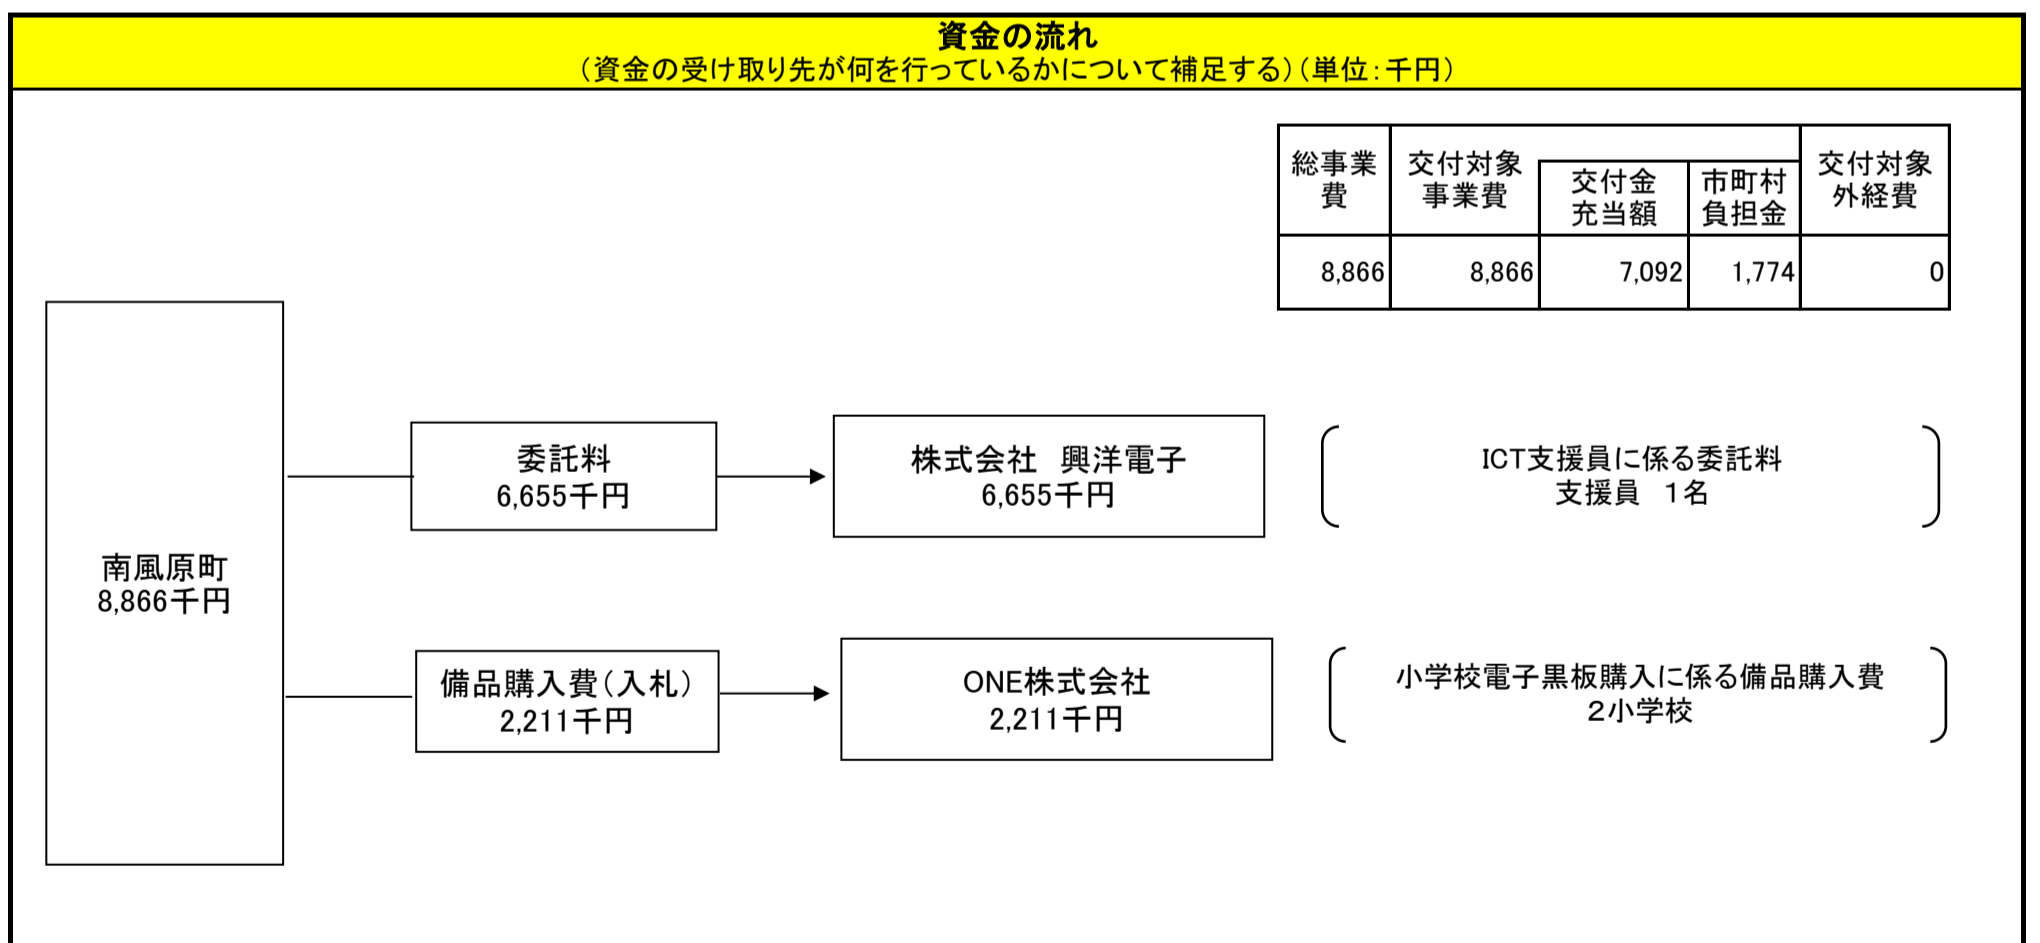 資金の流れ
（資金の受け取り先が何を行っているかについて補足する）（単位：千円）
総事業
費
交付対象
事業費
交付金
充当額
市町村
負担金
交付対象
外経費
8,866 8,866 7,092 1,774 0
南風原町
8,866千円
委託料
6,655千円
株式会社　興洋電子
6,655千円
ICT支援員に係る委託料
支援員　１名
備品購入費（入札）
2,211千円
ONE株式会社
2,211千円
小学校電子黒板購入に係る備品購入費
２小学校